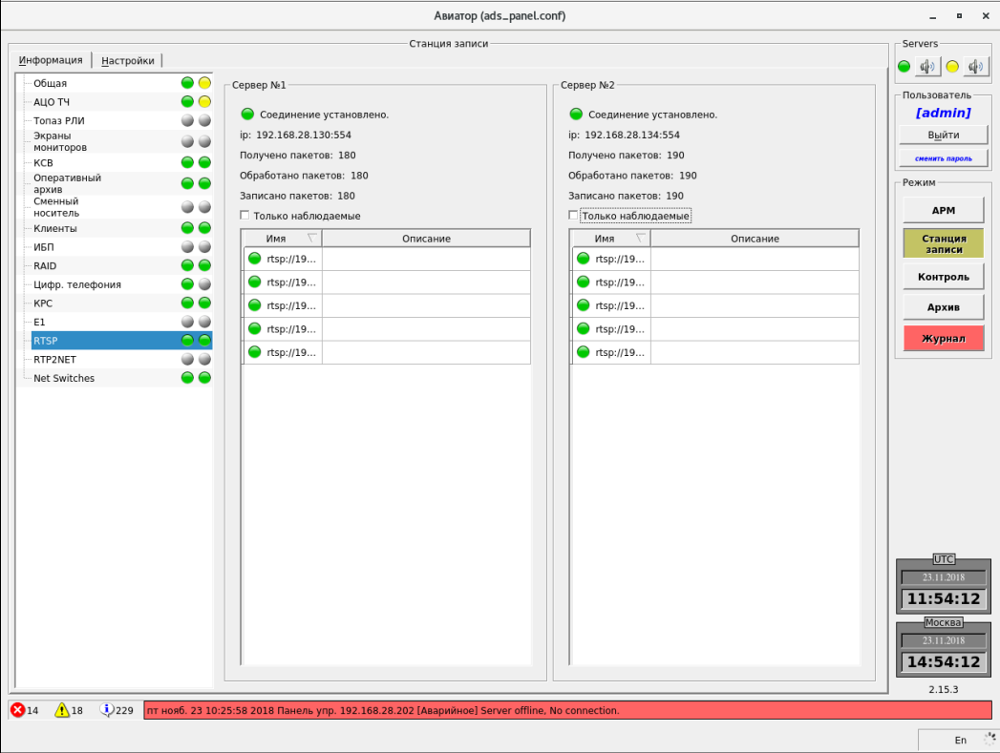 Авиатор (ads_panel.conf)
Станция записи
Информация
Настройки
Общая
АЦО ТЧ
Топаз РЛИ
Экраны
мониторов
КСВ
Оперативный
архив
Сменный
носитель
Клиенты
ИБП
RAID
Цифр. телефония
КРС
E1
RTSP
RTP2NET
Net Switches
Сервер №1
Соединение установлено.
ip: 192.168.28.130:554
Получено пакетов: 180
Обработано пакетов: 180
Записано пакетов: 180
Только наблюдаемые
Имя Описание
rtsp://19...
rtsp://19...
rtsp://19...
rtsp://19...
rtsp://19...
Сервер №2
Соединение установлено.
ip: 192.168.28.134:554
Получено пакетов: 190
Обработано пакетов: 190
Записано пакетов: 190
Только наблюдаемые
Имя Описание
rtsp://19...
rtsp://19...
rtsp://19...
rtsp://19...
rtsp://19...
Servers
Пользователь
[admin]
Выйти
сменить пароль
Режим
АРМ
Станция
записи
Контроль
Архив
Журнал
UTC
23.11.2018
11:54:12
Москва
23.11.2018
14:54:12
2.15.3
14 18 229 пт нояб. 23 10:25:58 2018 Панель упр. 192.168.28.202 [Аварийное] Server offline, No connection.
En